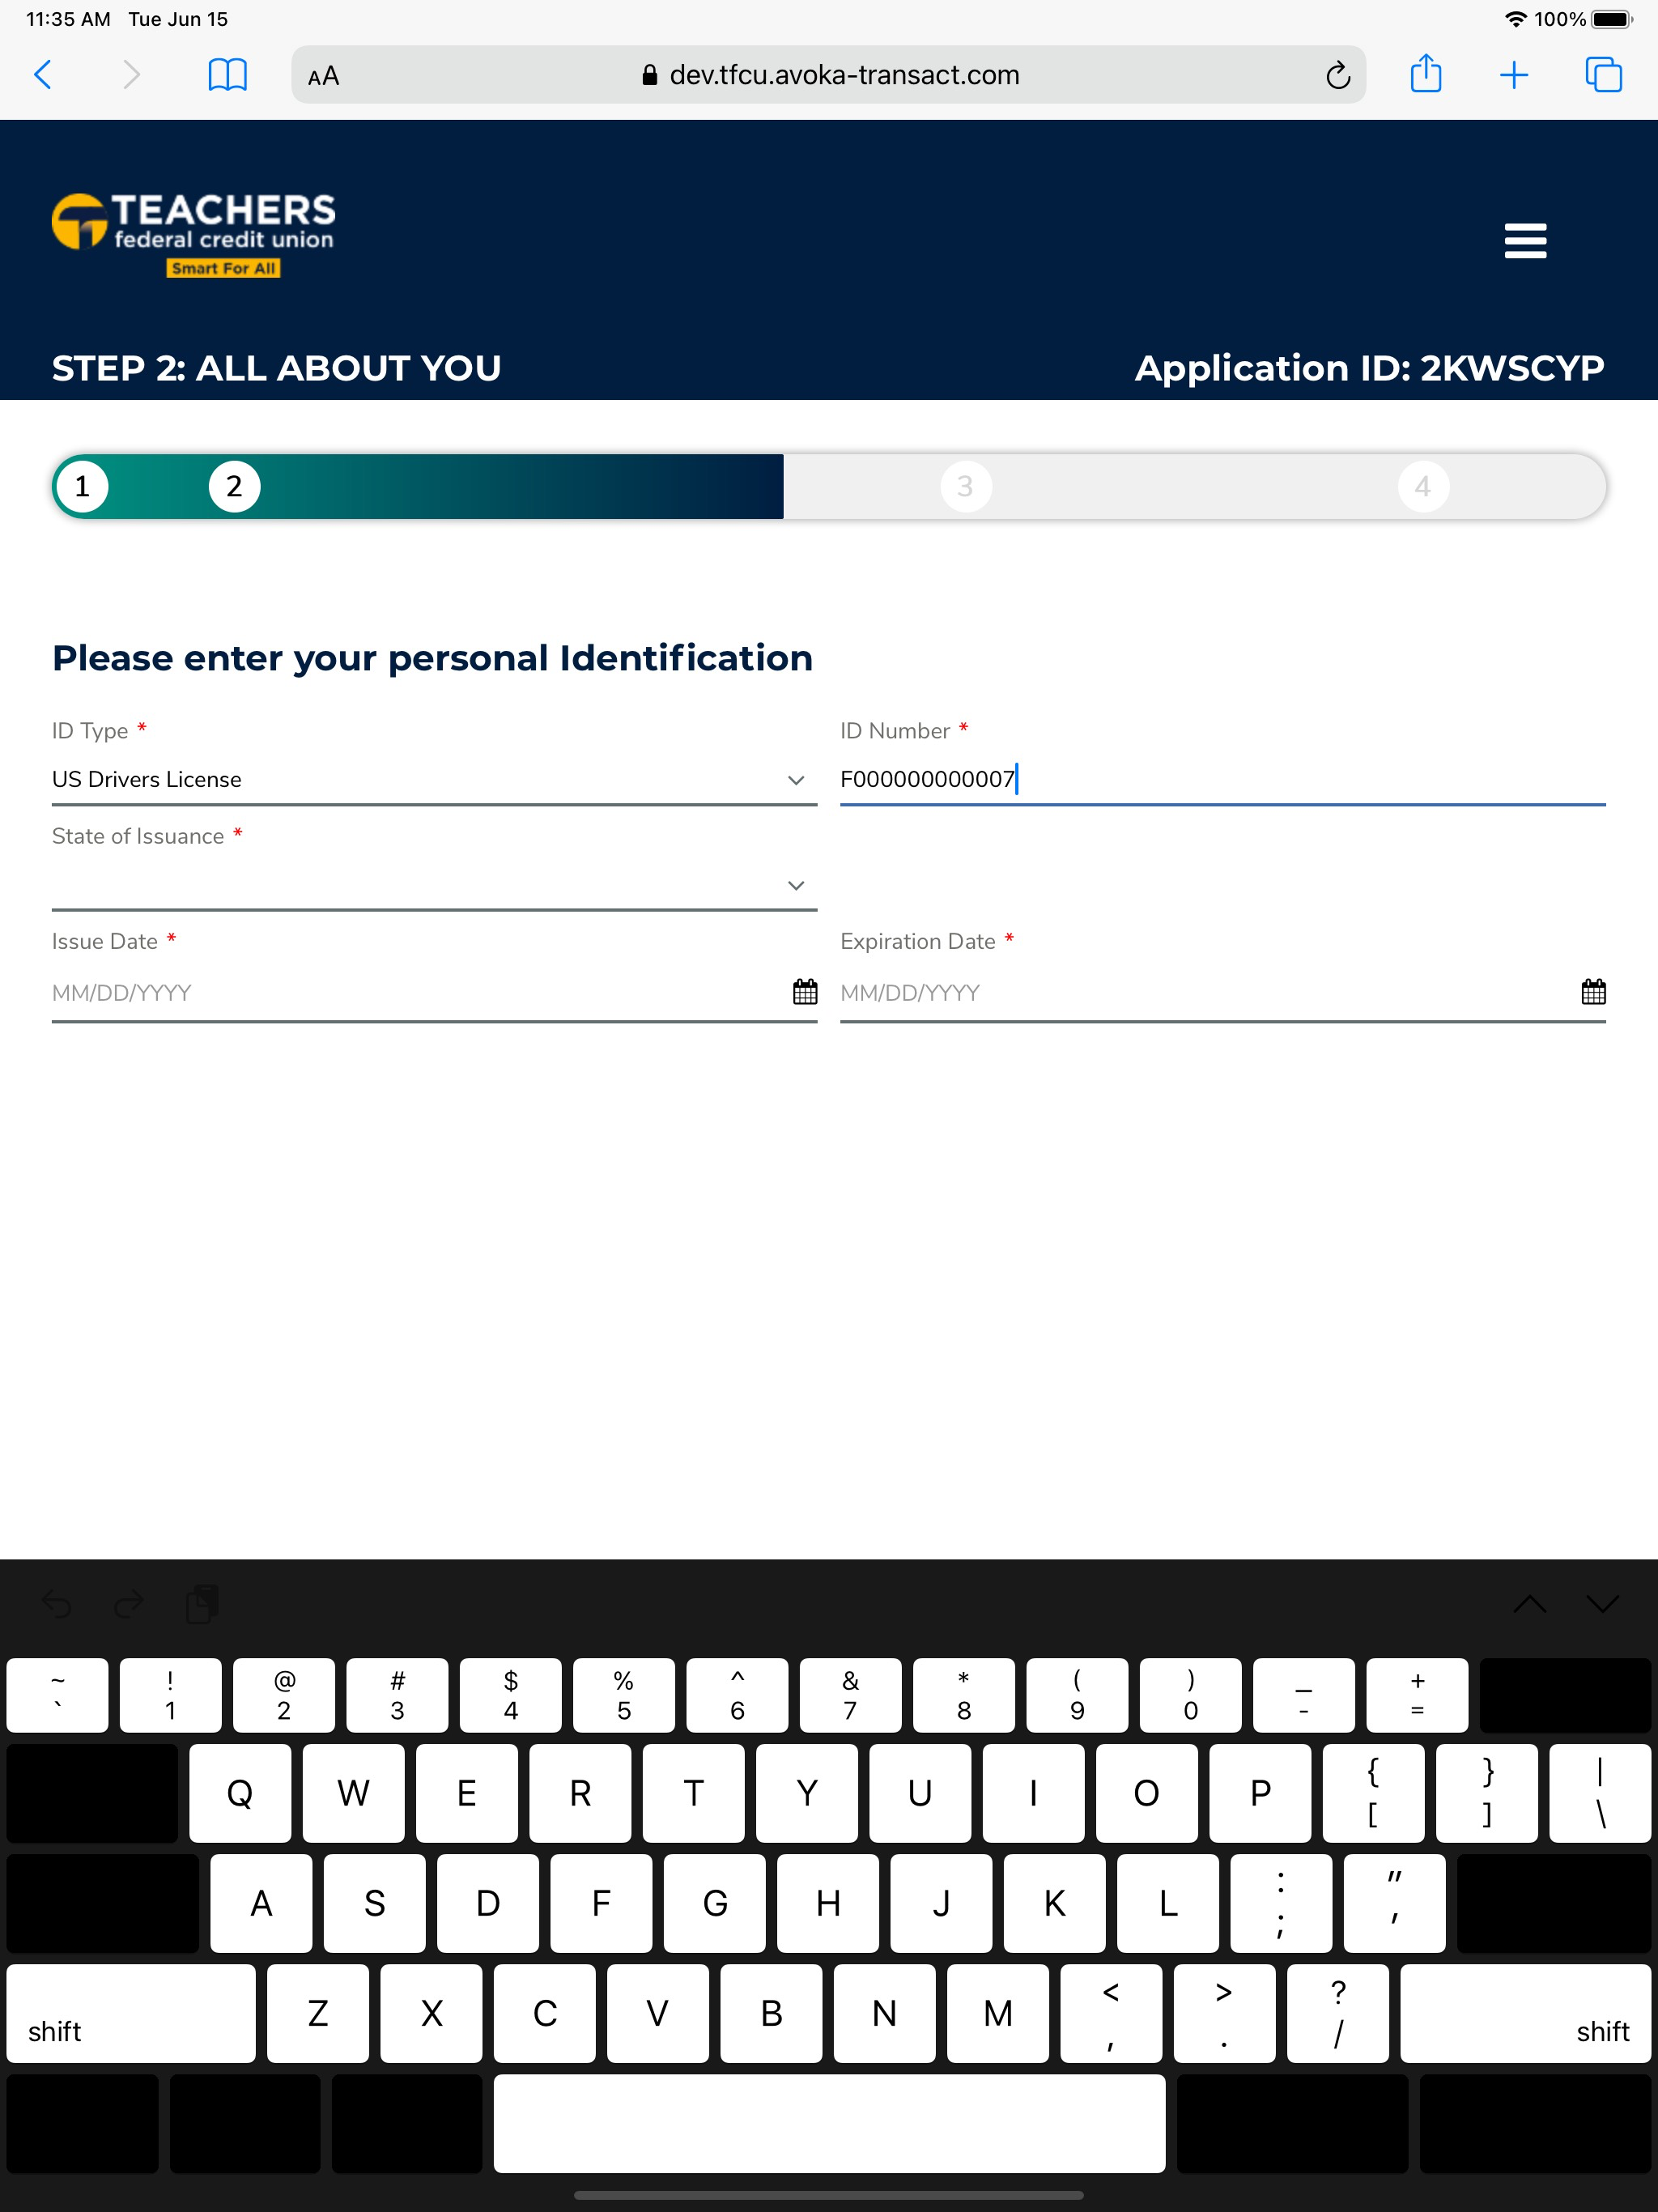 11:35 AM Tue Jun 15 100%
AA dev.tfcu.avoka-transact.com
TEACHERS
federal credit union
Smart For All
STEP 2: ALL ABOUT YOU Application ID: 2KWSCYP
1 2 3 4
Please enter your personal Identification
ID Type * ID Number *
US Drivers License F000000000007
State of Issuance *
Issue Date * Expiration Date *
MM/DD/YYYY MM/DD/YYYY
~ ! @ # $ % ^ & * ( ) _ +
` 1 2 3 4 5 6 7 8 9 0 - =
Q W E R T Y U I O P { } |
[ ] \
A S D F G H J K L : "
; '
Z X C V B N M < > ?
shift , . / shift